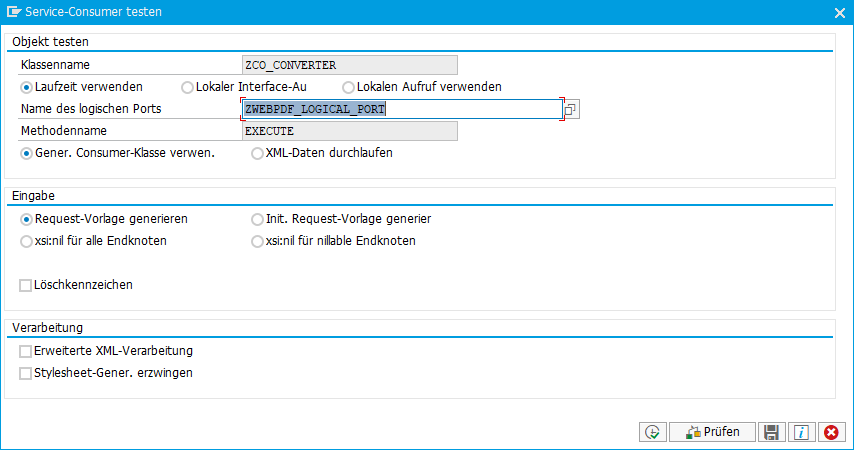 Service-Consumer testen
Objekt testen
Klassenname ZCO_CONVERTER
Laufzeit verwenden Lokaler Interface-Au Lokalen Aufruf verwenden
Name des logischen Ports ZWEBPDF_LOGICAL_PORT
Methodenname EXECUTE
Gener. Consumer-Klasse verwen. XML-Daten durchlaufen
Eingabe
Request-Vorlage generieren Init. Request-Vorlage generier
xsi:nil für alle Endknoten xsi:nil für nillable Endknoten
Löschkennzeichen
Verarbeitung
Erweiterte XML-Verarbeitung
Stylesheet-Gener. erzwingen
Prüfen